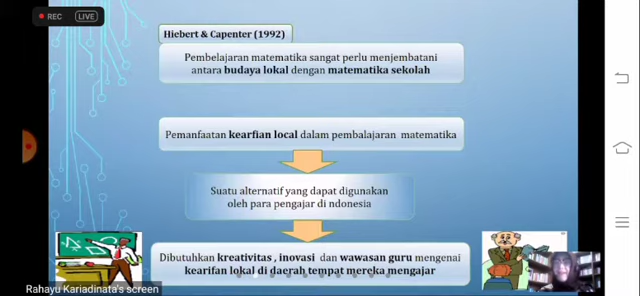 REC
LIVE
Hiebert & Capenter (1992)
Pembelajaran matematika sangat perlu menjembatani
antara budaya lokal dengan matematika sekolah
Pemanfaatan kearfian local dalam pembalajaran matematika
Suatu alternatif yang dapat digunakan
oleh para pengajar di ndonesia
Dibutuhkan kreativitas , inovasi dan wawasan guru mengenai
kearifan lokal di daerah tempat mereka mengajar
Rahayu Kariadinata's screen